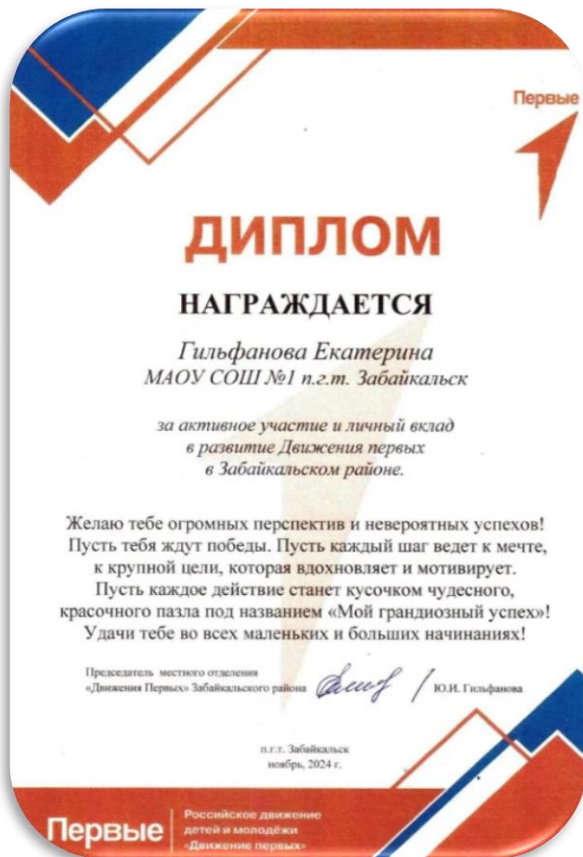 Первые
ДИПЛОМ
НАГРАЖДАЕТСЯ
Гильфанова Екатерина
МАОУ СОШ №1 п.г.т. Забайкальск
за активное участие и личный вклад
в развитие Движения первых
в Забайкальском районе.
Желаю тебе огромных перспектив и невероятных успехов!
Пусть тебя ждут победы. Пусть каждый шаг ведет к мечте,
к крупной цели, которая вдохновляет и мотивирует.
Пусть каждое действие станет кусочком чудесного,
красочного пазла под названием «Мой грандиозный успех»!
Удачи тебе во всех маленьких и больших начинаниях!
Председатель местного отделения
«Движения Первых» Забайкальского района / Ю.И. Гильфанова
п.г.т. Забайкальск
ноябрь, 2024 г.
Первые
Российское движение
детей и молодёжи
«Движение первых»